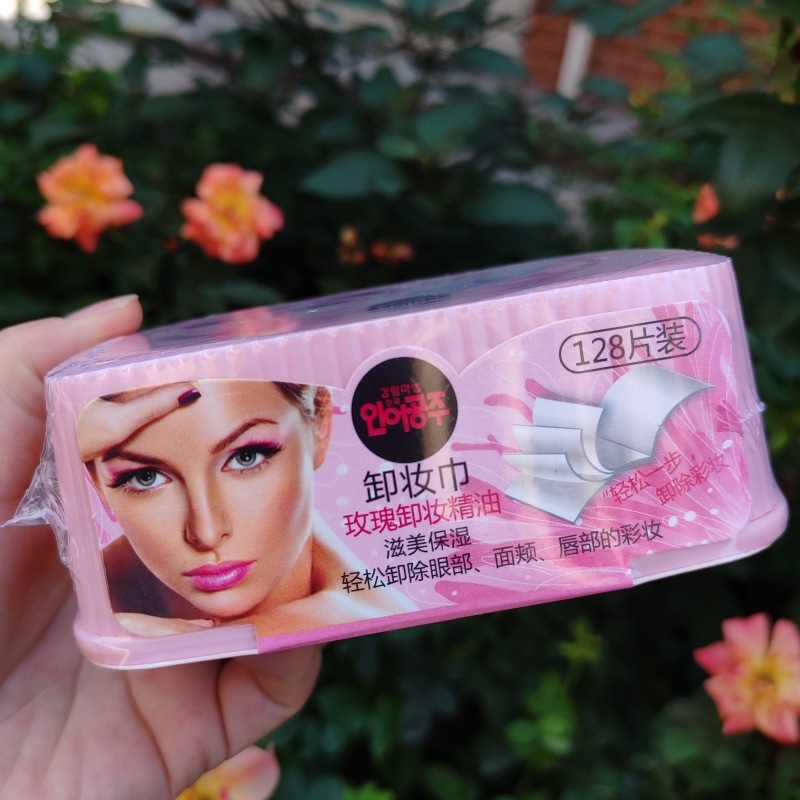 128片装
인어공주
卸妆巾
玫瑰卸妆精油
滋美保湿
轻松卸除眼部、面颊、唇部的彩妆
"轻松一步,
卸除彩妆"